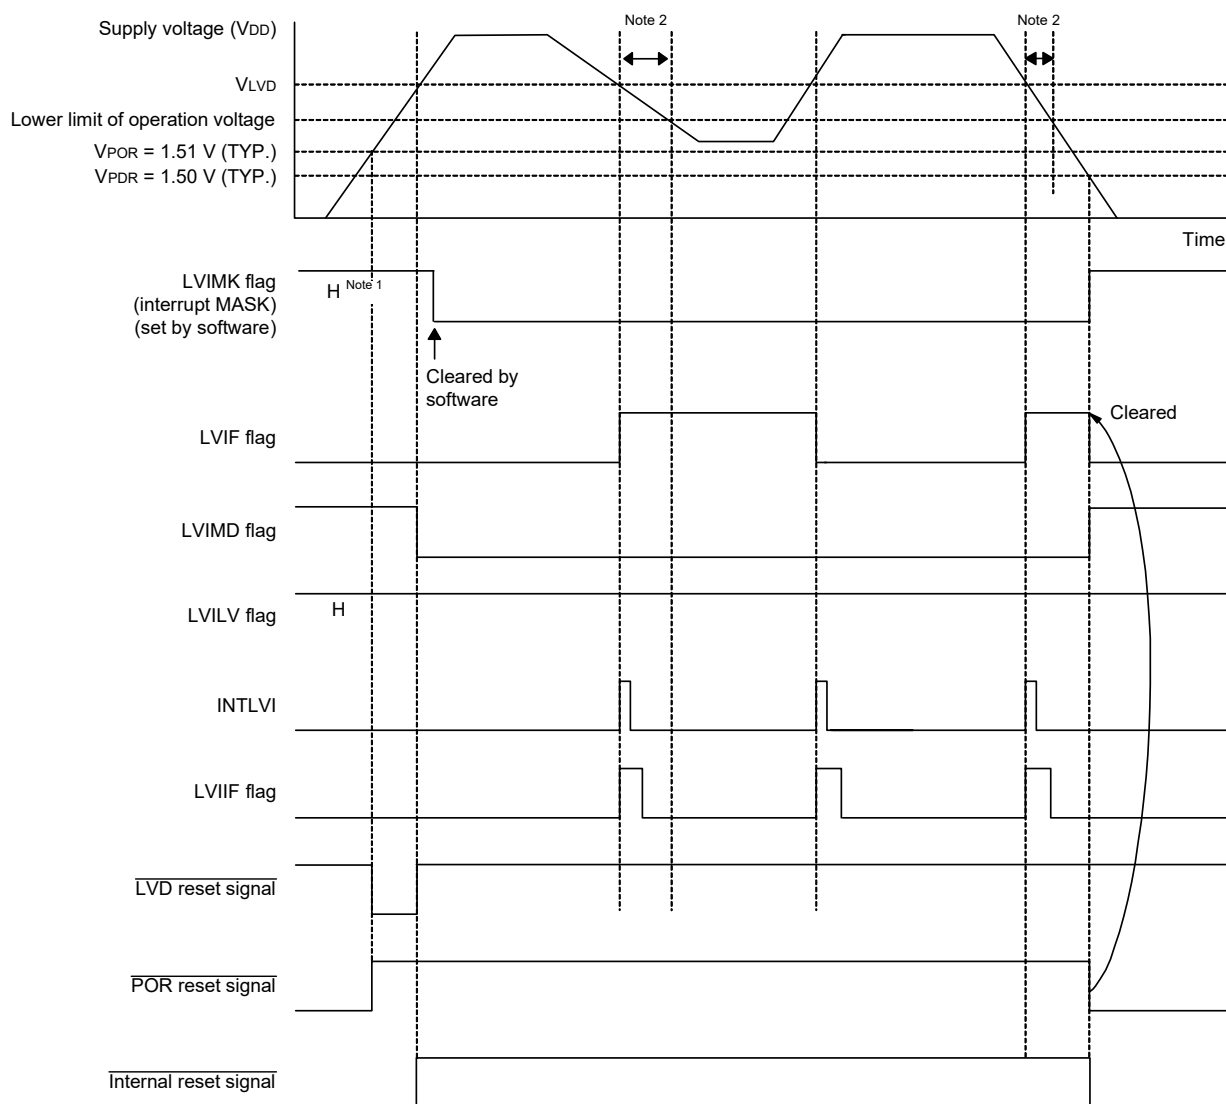 Note 2
Note 2
Supply voltage (VDD)
VLVD
Lower limit of operation voltage
VPOR = 1.51 V (TYP.)
VPDR = 1.50 V (TYP.)
Time
LVIMK flag
(interrupt MASK)
(set by software)
H Note 1
Cleared by
software
Cleared
LVIF flag
LVIMD flag
LVILV flag
H
INTLVI
LVIIF flag
LVD reset signal
POR reset signal
Internal reset signal